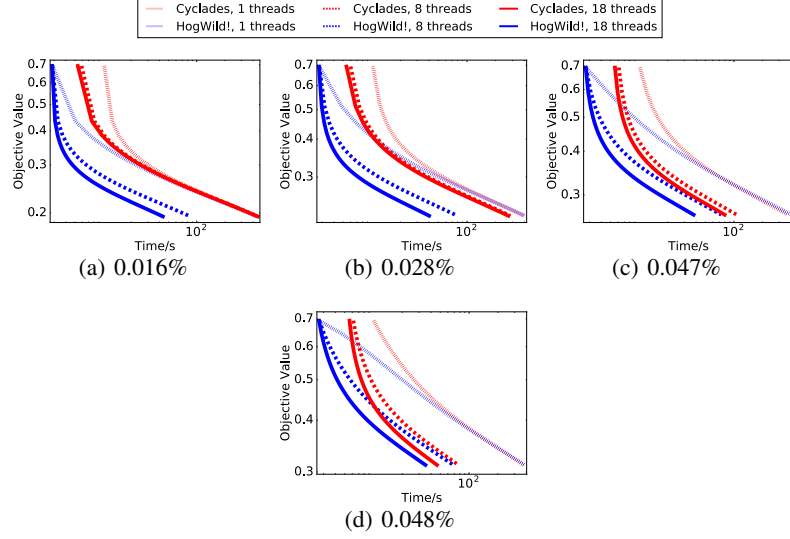 Cyclades, 1 threads Cyclades, 8 threads Cyclades, 18 threads
HogWild!, 1 threads HogWild!, 8 threads HogWild!, 18 threads
0.7
0.5
0.4
0.3
0.2
Objective Value
10²
Time/s
(a) 0.016%
0.7
0.6
0.5
0.4
0.3
Objective Value
10²
Time/s
(b) 0.028%
0.7
0.6
0.5
0.4
0.3
Objective Value
10²
Time/s
(c) 0.047%
0.7
0.6
0.5
0.4
0.3
Objective Value
10²
Time/s
(d) 0.048%